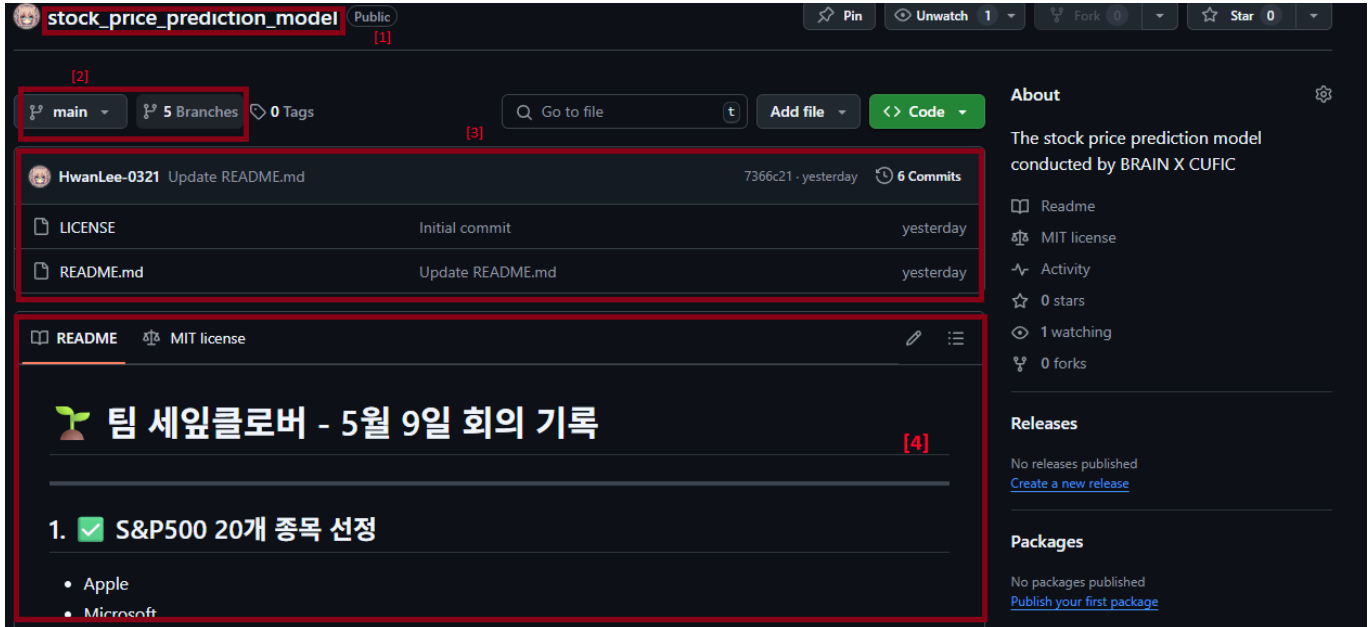 stock_price_prediction_model Public
[1]
Pin
Unwatch 1
Fork 0
Star 0
[2]
main
5 Branches
0 Tags
Go to file t
Add file
<> Code
[3]
HwanLee-0321 Update README.md 7366c21 · yesterday 6 Commits
LICENSE Initial commit yesterday
README.md Update README.md yesterday
README MIT license
팀 세잎클로버 - 5월 9일 회의 기록
[4]
1. ✅ S&P500 20개 종목 선정
• Apple
• Microsoft
About
The stock price prediction model
conducted by BRAIN X CUFIC
Readme
MIT license
Activity
0 stars
1 watching
0 forks
Releases
No releases published
Create a new release
Packages
No packages published
Publish your first package